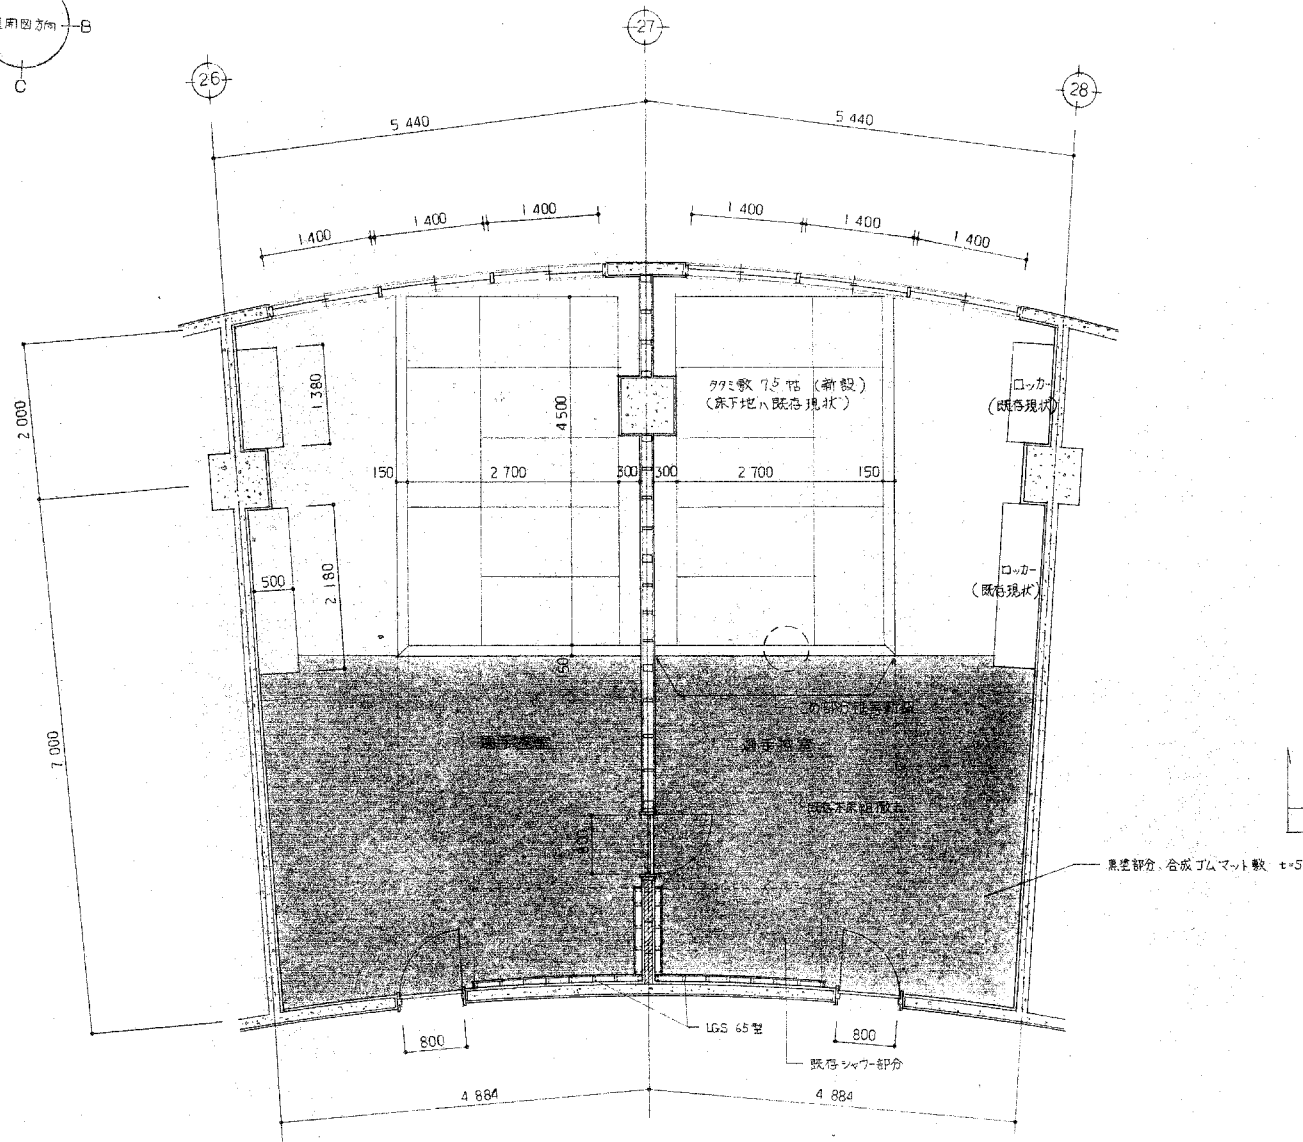 展開図方向
B
C
26
27
28
5 440
5 440
1 400
1 400
1 400
1 400
1 400
1 400
2 000
1 380
4 500
タタミ敷 7.5 帖 (新設)
(床下地ハ既存現状)
ロッカー
(既存現状)
150
2 700
300
300
2 700
150
500
2 180
ロッカー
(既存現状)
150
7 000
選手控室
選手控室
既存木床組撤去
800
黒塗部分、合成ゴムマット敷 t=5
LGS 65型
800
800
既存シャワー部分
4 884
4 884